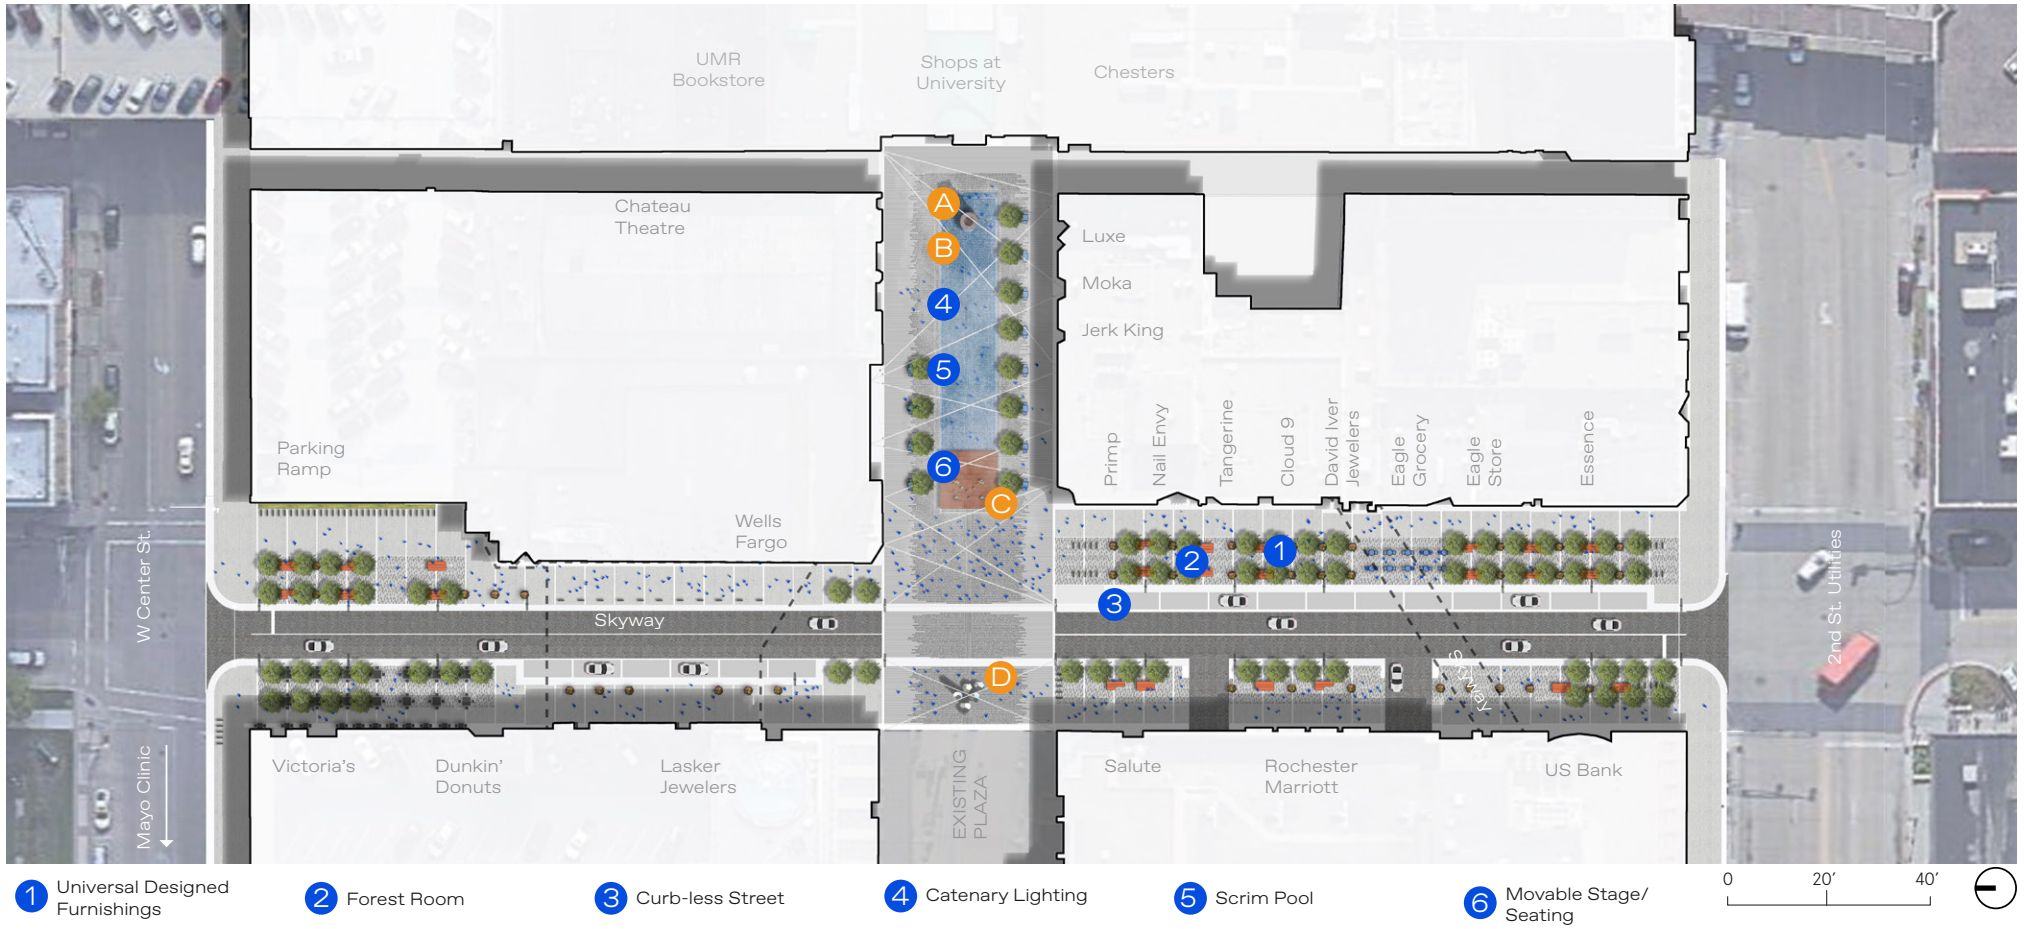 UMR
Bookstore
Shops at
University
Chesters
A
B
4
5
6
C
D
Chateau
Theatre
Luxe
Moka
Jerk King
Parking
Ramp
Wells
Fargo
Primp
Nail Envy
Tangerine
Cloud 9
David Iver
Jewelers
Eagle
Grocery
Eagle
Store
Essence
1
2
3
W Center St.
Skyway
Skyway
2nd St. Utilities
Mayo Clinic
Victoria's
Dunkin'
Donuts
Lasker
Jewelers
EXISTING
PLAZA
Salute
Rochester
Marriott
US Bank
1 Universal Designed
Furnishings
2 Forest Room
3 Curb-less Street
4 Catenary Lighting
5 Scrim Pool
6 Movable Stage/
Seating
0 20' 40'